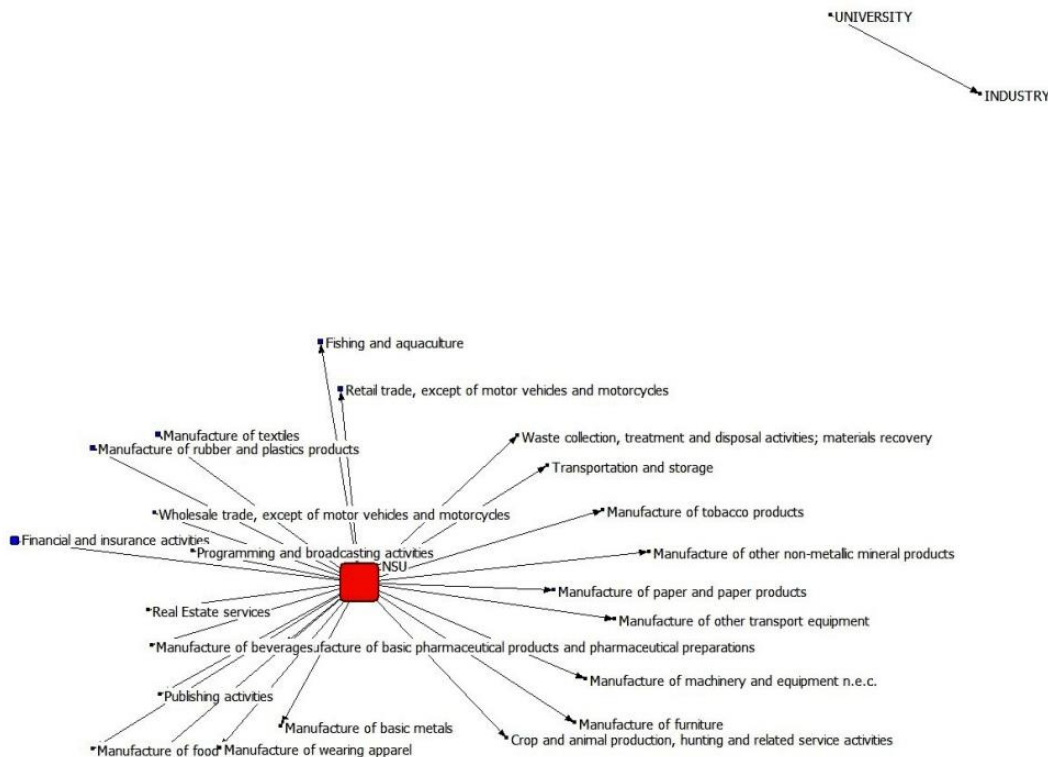 UNIVERSITY
INDUSTRY
Fishing and aquaculture
Retail trade, except of motor vehicles and motorcycles
Manufacture of textiles
Waste collection, treatment and disposal activities; materials recovery
Manufacture of rubber and plastics products
Transportation and storage
Wholesale trade, except of motor vehicles and motorcycles
Manufacture of tobacco products
Financial and insurance activities
Programming and broadcasting activities
Manufacture of other non-metallic mineral products
NSU
Manufacture of paper and paper products
Real Estate services
Manufacture of other transport equipment
Manufacture of beverages
ufacture of basic pharmaceutical products and pharmaceutical preparations
Manufacture of machinery and equipment n.e.c.
Publishing activities
Manufacture of furniture
Manufacture of basic metals
Crop and animal production, hunting and related service activities
Manufacture of food
Manufacture of wearing apparel